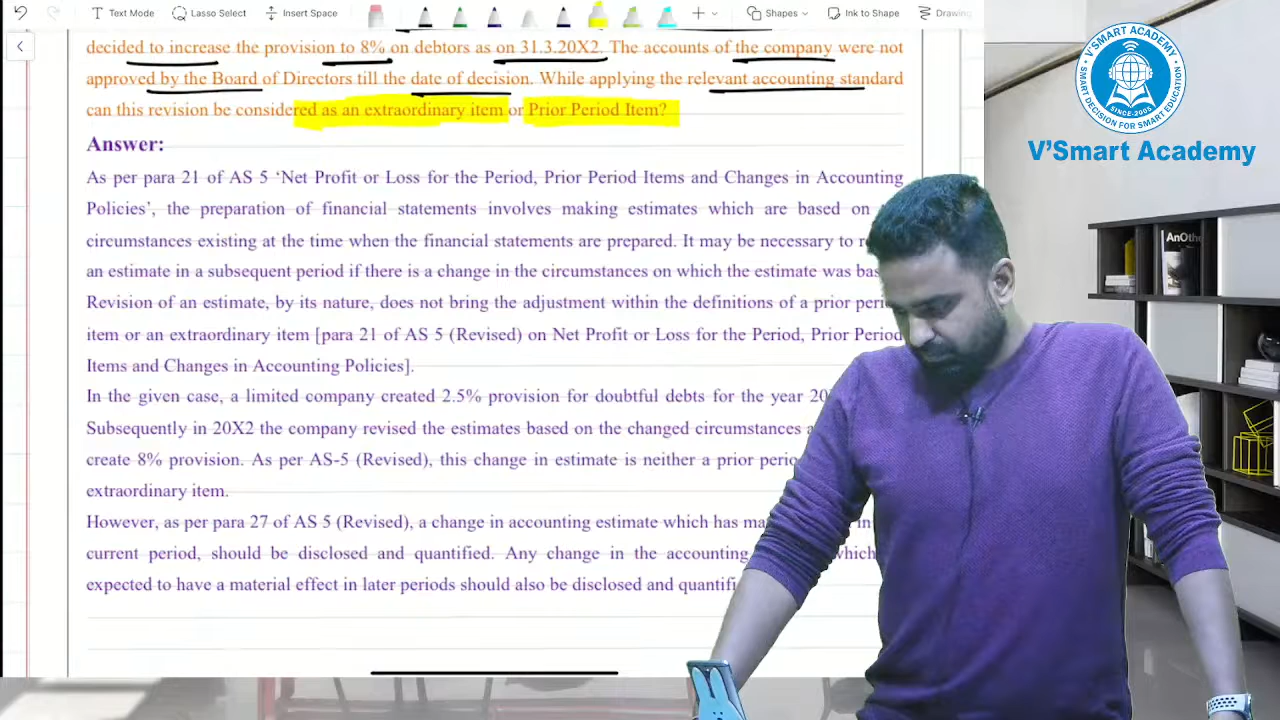 Text Mode Lasso Select Insert Space Shapes Ink to Shape Drawing
decided to increase the provision to 8% on debtors as on 31.3.20X2. The accounts of the company were not
approved by the Board of Directors till the date of decision. While applying the relevant accounting standard
can this revision be considered as an extraordinary item or Prior Period Item?
Answer:
As per para 21 of AS 5 ‘Net Profit or Loss for the Period, Prior Period Items and Changes in Accounting
Policies’, the preparation of financial statements involves making estimates which are based on
circumstances existing at the time when the financial statements are prepared. It may be necessary to
an estimate in a subsequent period if there is a change in the circumstances on which the estimate was
Revision of an estimate, by its nature, does not bring the adjustment within the definitions of a prior
item or an extraordinary item [para 21 of AS 5 (Revised) on Net Profit or Loss for the Period, Prior Period
Items and Changes in Accounting Policies].
In the given case, a limited company created 2.5% provision for doubtful debts for the year
Subsequently in 20X2 the company revised the estimates based on the changed circumstances
create 8% provision. As per AS-5 (Revised), this change in estimate is neither a prior
extraordinary item.
However, as per para 27 of AS 5 (Revised), a change in accounting estimate which has
current period, should be disclosed and quantified. Any change in the accounting
expected to have a material effect in later periods should also be disclosed and
V'SMART ACADEMY
SMART DECISION FOR SMART EDUCATION
SINCE-2005
V'Smart Academy
AnOthe